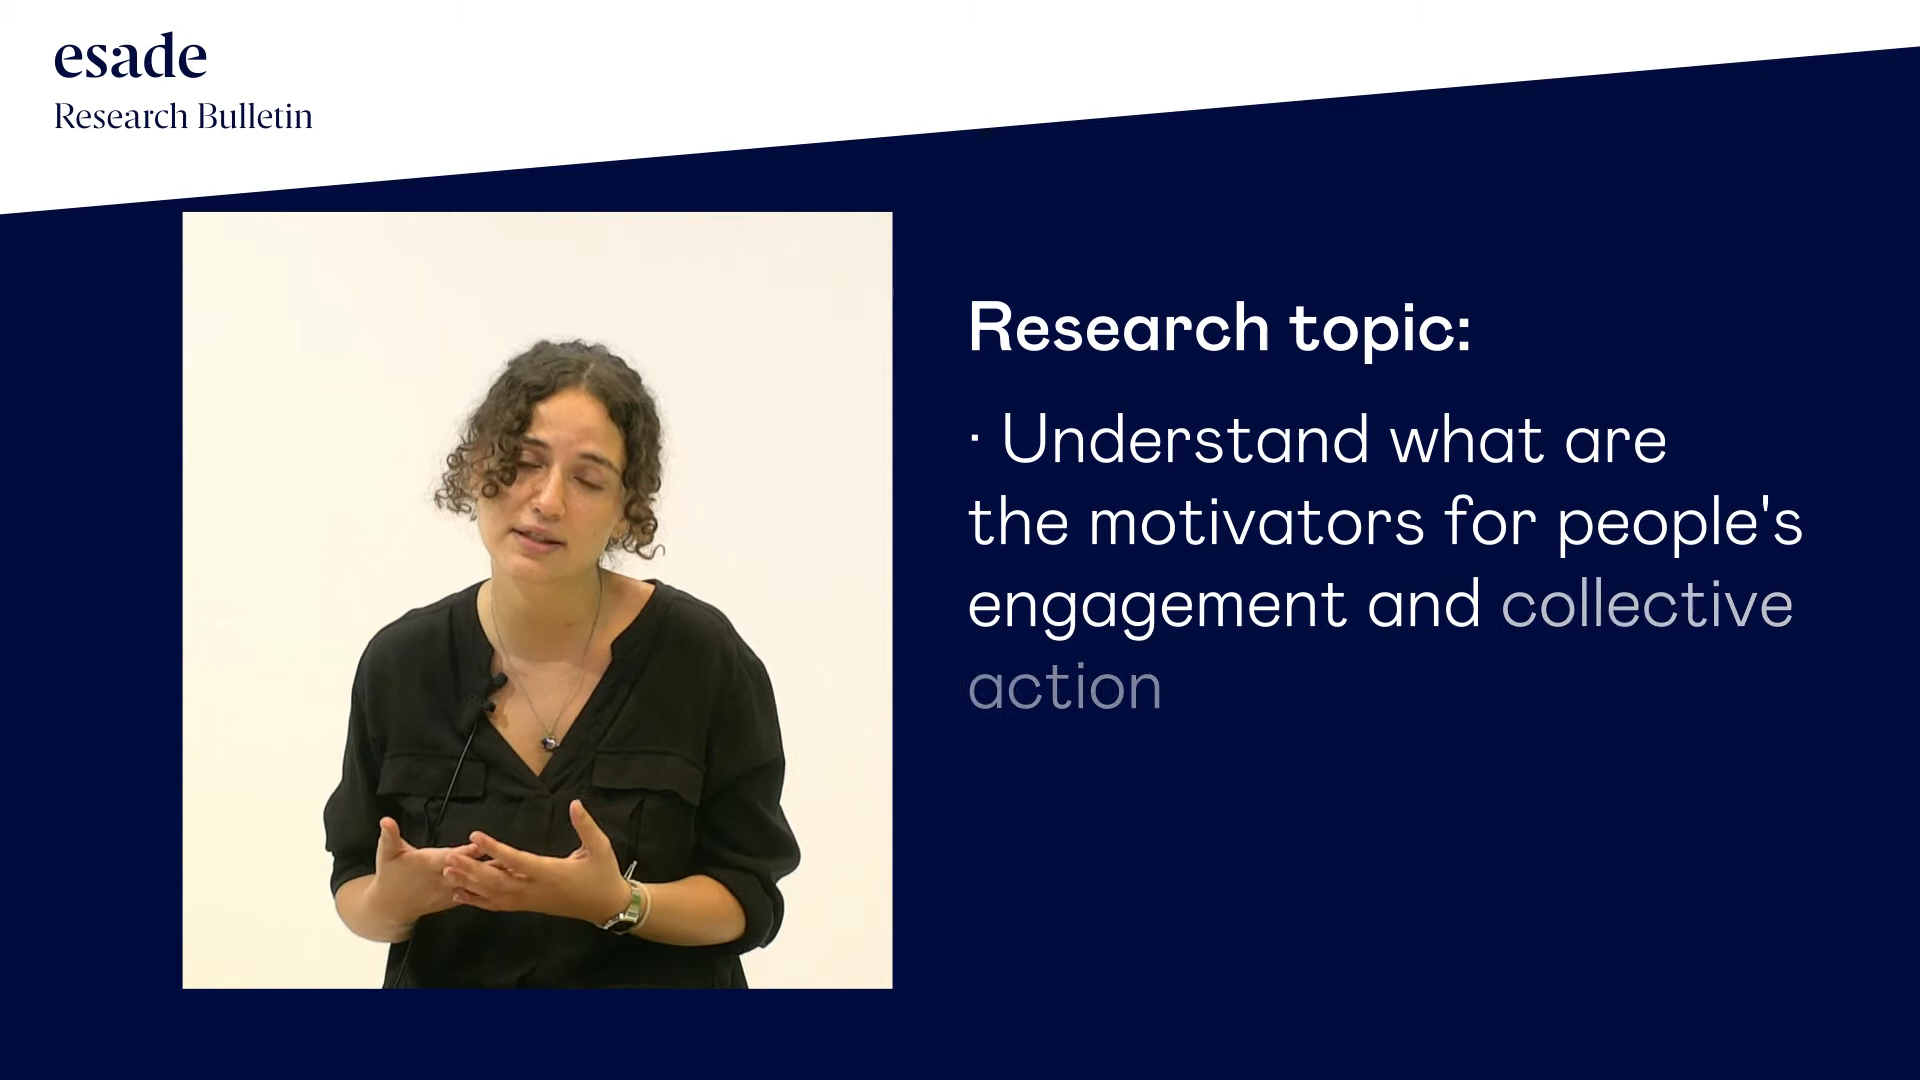 esade
Research Bulletin
Research topic:
· Understand what are
the motivators for people's
engagement and collective
action